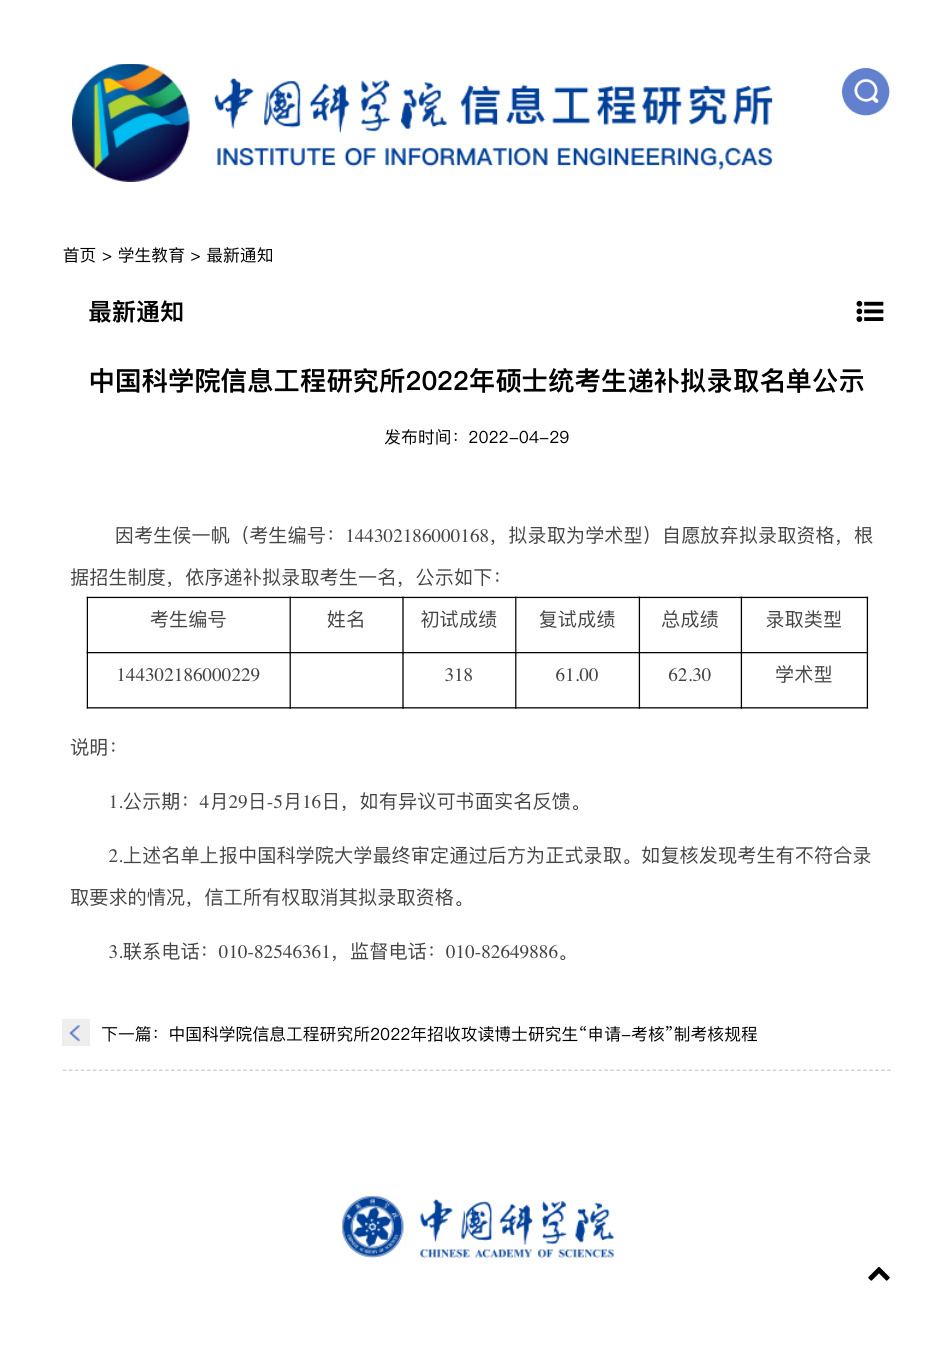 中国科学院 信息工程研究所
INSTITUTE OF INFORMATION ENGINEERING,CAS
首页 > 学生教育 > 最新通知
最新通知
中国科学院信息工程研究所2022年硕士统考生递补拟录取名单公示
发布时间：2022-04-29
因考生侯一帆（考生编号：144302186000168，拟录取为学术型）自愿放弃拟录取资格，根
据招生制度，依序递补拟录取考生一名，公示如下：
考生编号 姓名 初试成绩 复试成绩 总成绩 录取类型
144302186000229 318 61.00 62.30 学术型
说明：
1.公示期：4月29日-5月16日，如有异议可书面实名反馈。
2.上述名单上报中国科学院大学最终审定通过后方为正式录取。如复核发现考生有不符合录
取要求的情况，信工所有权取消其拟录取资格。
3.联系电话：010-82546361，监督电话：010-82649886。
下一篇：中国科学院信息工程研究所2022年招收攻读博士研究生“申请-考核”制考核规程
中国科学院
CHINESE ACADEMY OF SCIENCES